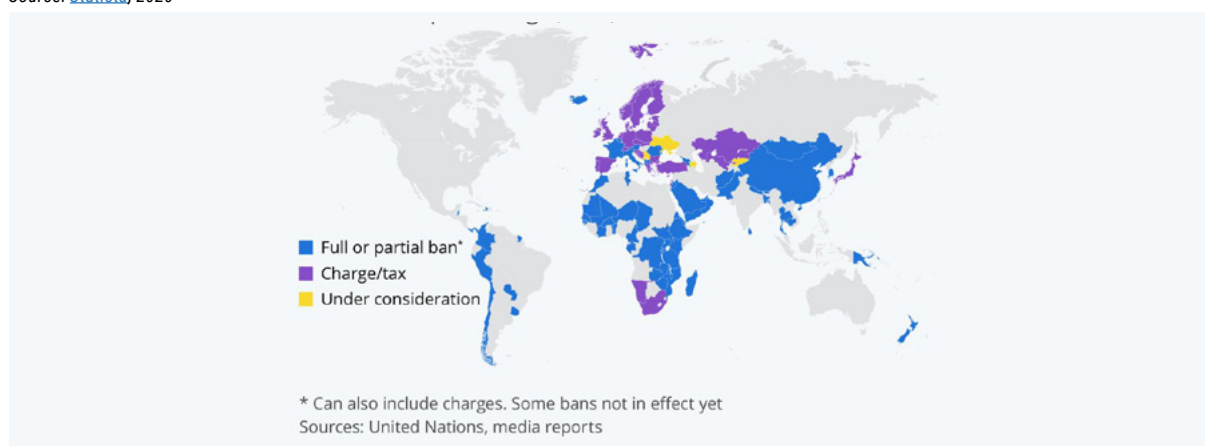 Full or partial ban*
Charge/tax
Under consideration
* Can also include charges. Some bans not in effect yet
Sources: United Nations, media reports